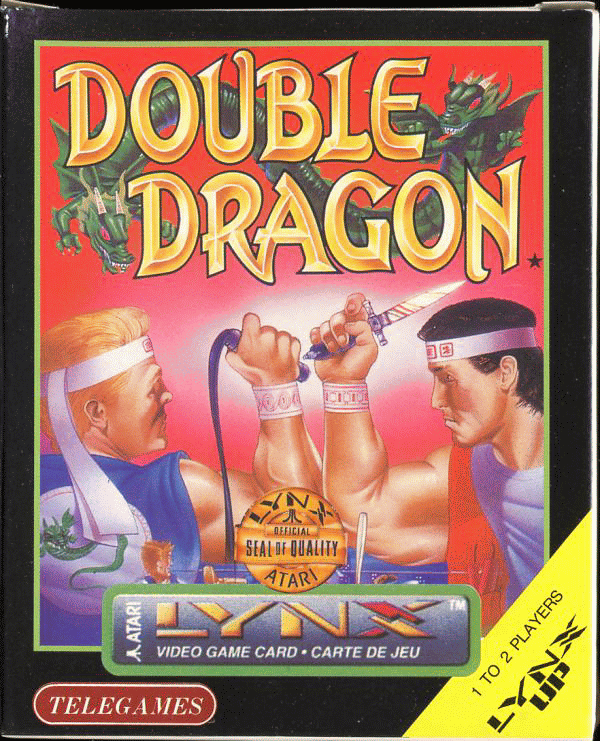 DOUBLE
DRAGON
LYNX
OFFICIAL
SEAL OF QUALITY
ATARI
ATARI
LYNX™
VIDEO GAME CARD • CARTE DE JEU
TELEGAMES
1 TO 2 PLAYERS
LYNX
UP